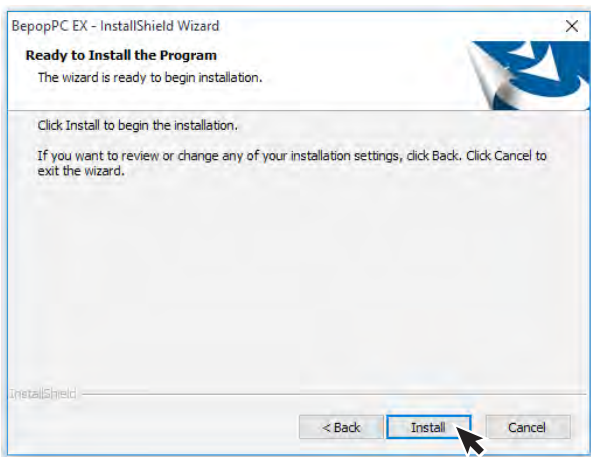 BepopPC EX - InstallShield Wizard
Ready to Install the Program
The wizard is ready to begin installation.
Click Install to begin the installation.
If you want to review or change any of your installation settings, click Back. Click Cancel to
exit the wizard.
InstallShield
< Back Install Cancel